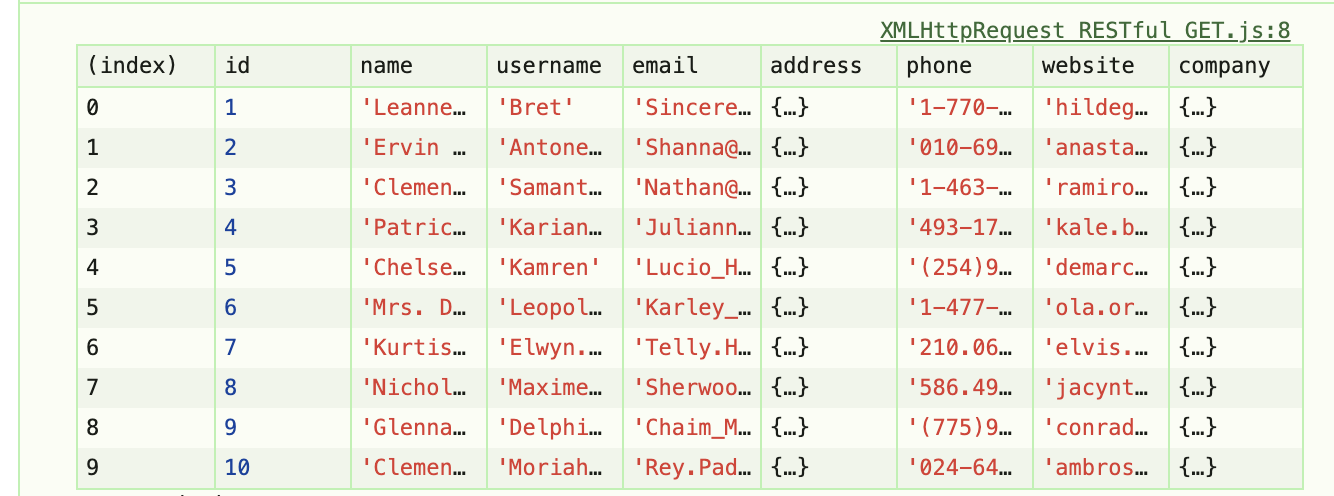 XMLHttpRequest RESTful GET.js:8
(index) id name username email address phone website company
0 1 'Leanne… 'Bret' 'Sincere… {…} '1-770-… 'hildeg… {…}
1 2 'Ervin … 'Antone… 'Shanna@… {…} '010-69… 'anasta… {…}
2 3 'Clemen… 'Samant… 'Nathan@… {…} '1-463-… 'ramiro… {…}
3 4 'Patric… 'Karian… 'Juliann… {…} '493-17… 'kale.b… {…}
4 5 'Chelse… 'Kamren' 'Lucio_H… {…} '(254)9… 'demarc… {…}
5 6 'Mrs. D… 'Leopol… 'Karley_… {…} '1-477-… 'ola.or… {…}
6 7 'Kurtis… 'Elwyn.… 'Telly.H… {…} '210.06… 'elvis.… {…}
7 8 'Nichol… 'Maxime… 'Sherwoo… {…} '586.49… 'jacynt… {…}
8 9 'Glenna… 'Delphi… 'Chaim_M… {…} '(775)9… 'conrad… {…}
9 10 'Clemen… 'Moriah… 'Rey.Pad… {…} '024-64… 'ambros… {…}